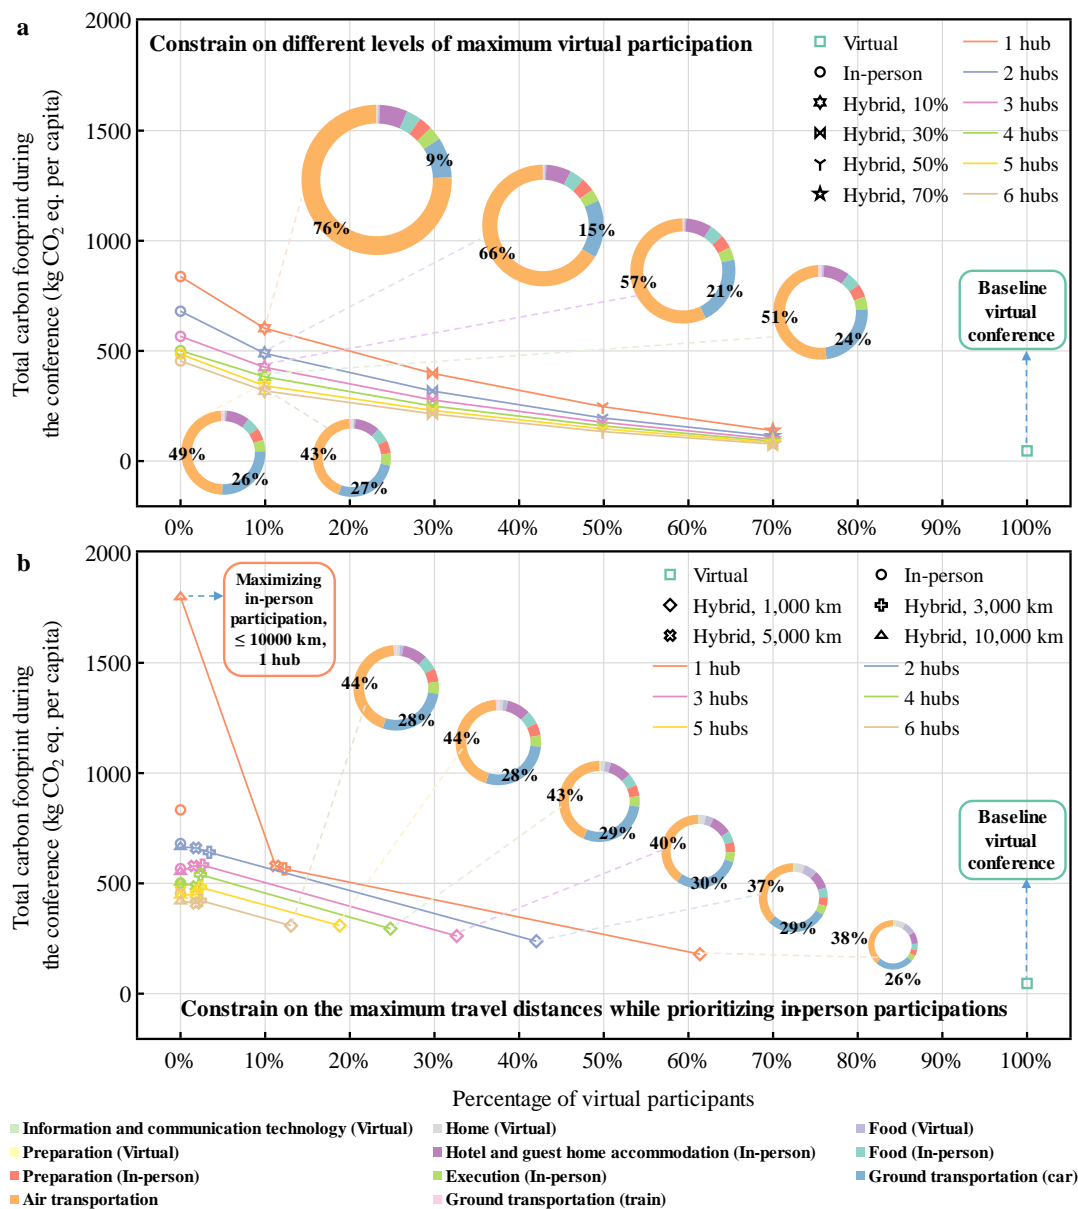 a
Total carbon footprint during
the conference (kg CO2 eq. per capita)
2000
1500
1000
500
0
Constrain on different levels of maximum virtual participation
Virtual
In-person
Hybrid, 10%
Hybrid, 30%
Hybrid, 50%
Hybrid, 70%
1 hub
2 hubs
3 hubs
4 hubs
5 hubs
6 hubs
9%
76%
15%
66%
57%
21%
51%
24%
49%
26%
43%
27%
Baseline
virtual
conference
0% 10% 20% 30% 40% 50% 60% 70% 80% 90% 100%
b
Total carbon footprint during
the conference (kg CO2 eq. per capita)
2000
1500
1000
500
0
Maximizing
in-person
participation,
≤ 10000 km,
1 hub
Virtual
In-person
Hybrid, 1,000 km
Hybrid, 3,000 km
Hybrid, 5,000 km
Hybrid, 10,000 km
1 hub
2 hubs
3 hubs
4 hubs
5 hubs
6 hubs
44%
28%
44%
28%
43%
29%
40%
30%
37%
29%
38%
26%
Baseline
virtual
conference
Constrain on the maximum travel distances while prioritizing in-person participations
0% 10% 20% 30% 40% 50% 60% 70% 80% 90% 100%
Percentage of virtual participants
Information and communication technology (Virtual)
Home (Virtual)
Food (Virtual)
Preparation (Virtual)
Hotel and guest home accommodation (In-person)
Food (In-person)
Preparation (In-person)
Execution (In-person)
Ground transportation (car)
Air transportation
Ground transportation (train)